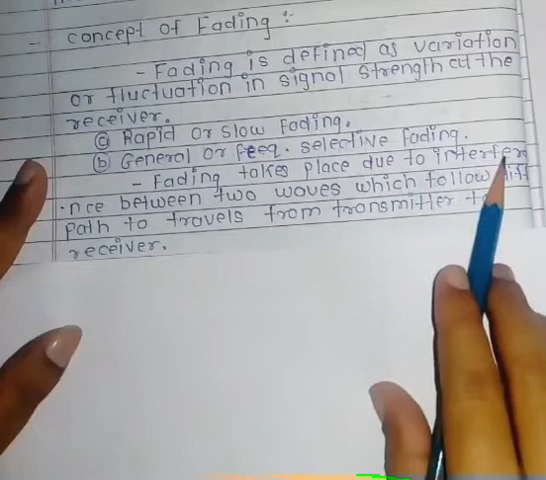 - concept of Fading :-
- Fading is defined as variation
or fluctuation in signal strength at the
receiver.
(a) Rapid or slow Fading.
(b) General or freq. selective fading.
- Fading takes place due to interfere
nce between two waves which follow diff
path to travels from transmitter to
receiver.